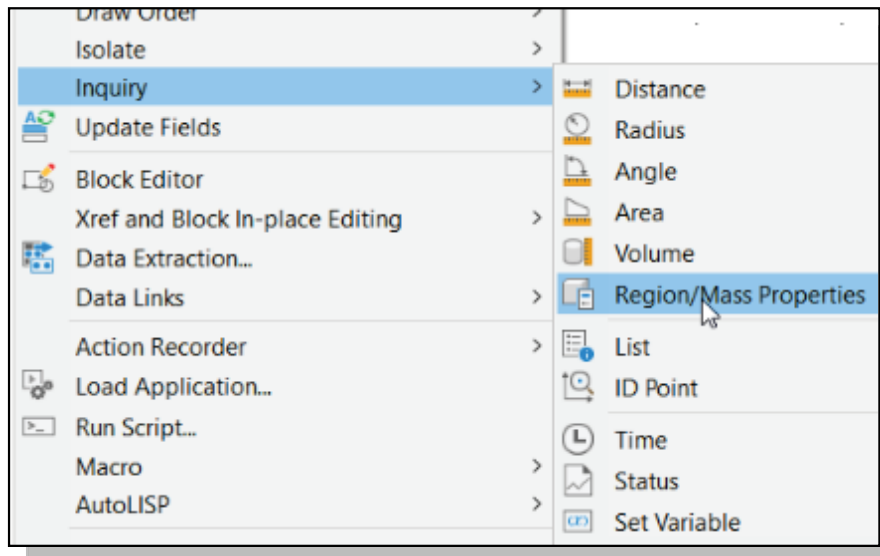 Draw Order
Isolate
Inquiry
Update Fields
Block Editor
Xref and Block In-place Editing
Data Extraction...
Data Links
Action Recorder
Load Application...
Run Script...
Macro
AutoLISP
Distance
Radius
Angle
Area
Volume
Region/Mass Properties
List
ID Point
Time
Status
Set Variable